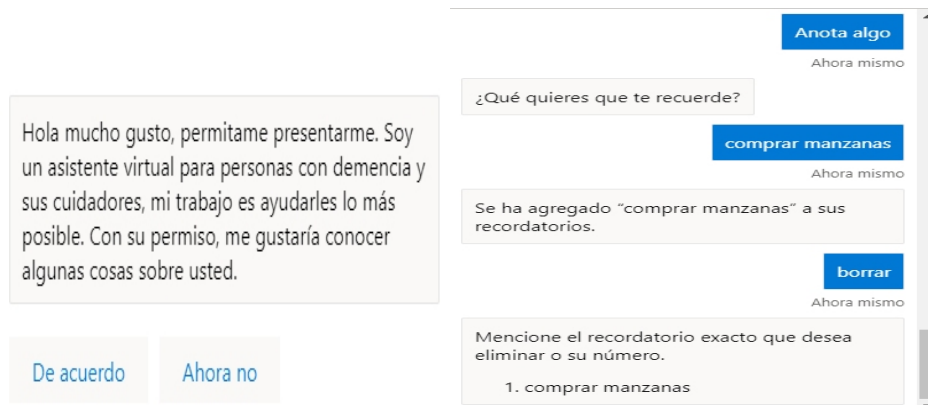 Hola mucho gusto, permitame presentarme. Soy
un asistente virtual para personas con demencia y
sus cuidadores, mi trabajo es ayudarles lo más
posible. Con su permiso, me gustaría conocer
algunas cosas sobre usted.
De acuerdo
Ahora no
Anota algo
Ahora mismo
¿Qué quieres que te recuerde?
comprar manzanas
Ahora mismo
Se ha agregado “comprar manzanas” a sus
recordatorios.
borrar
Ahora mismo
Mencione el recordatorio exacto que desea
eliminar o su número.
1. comprar manzanas